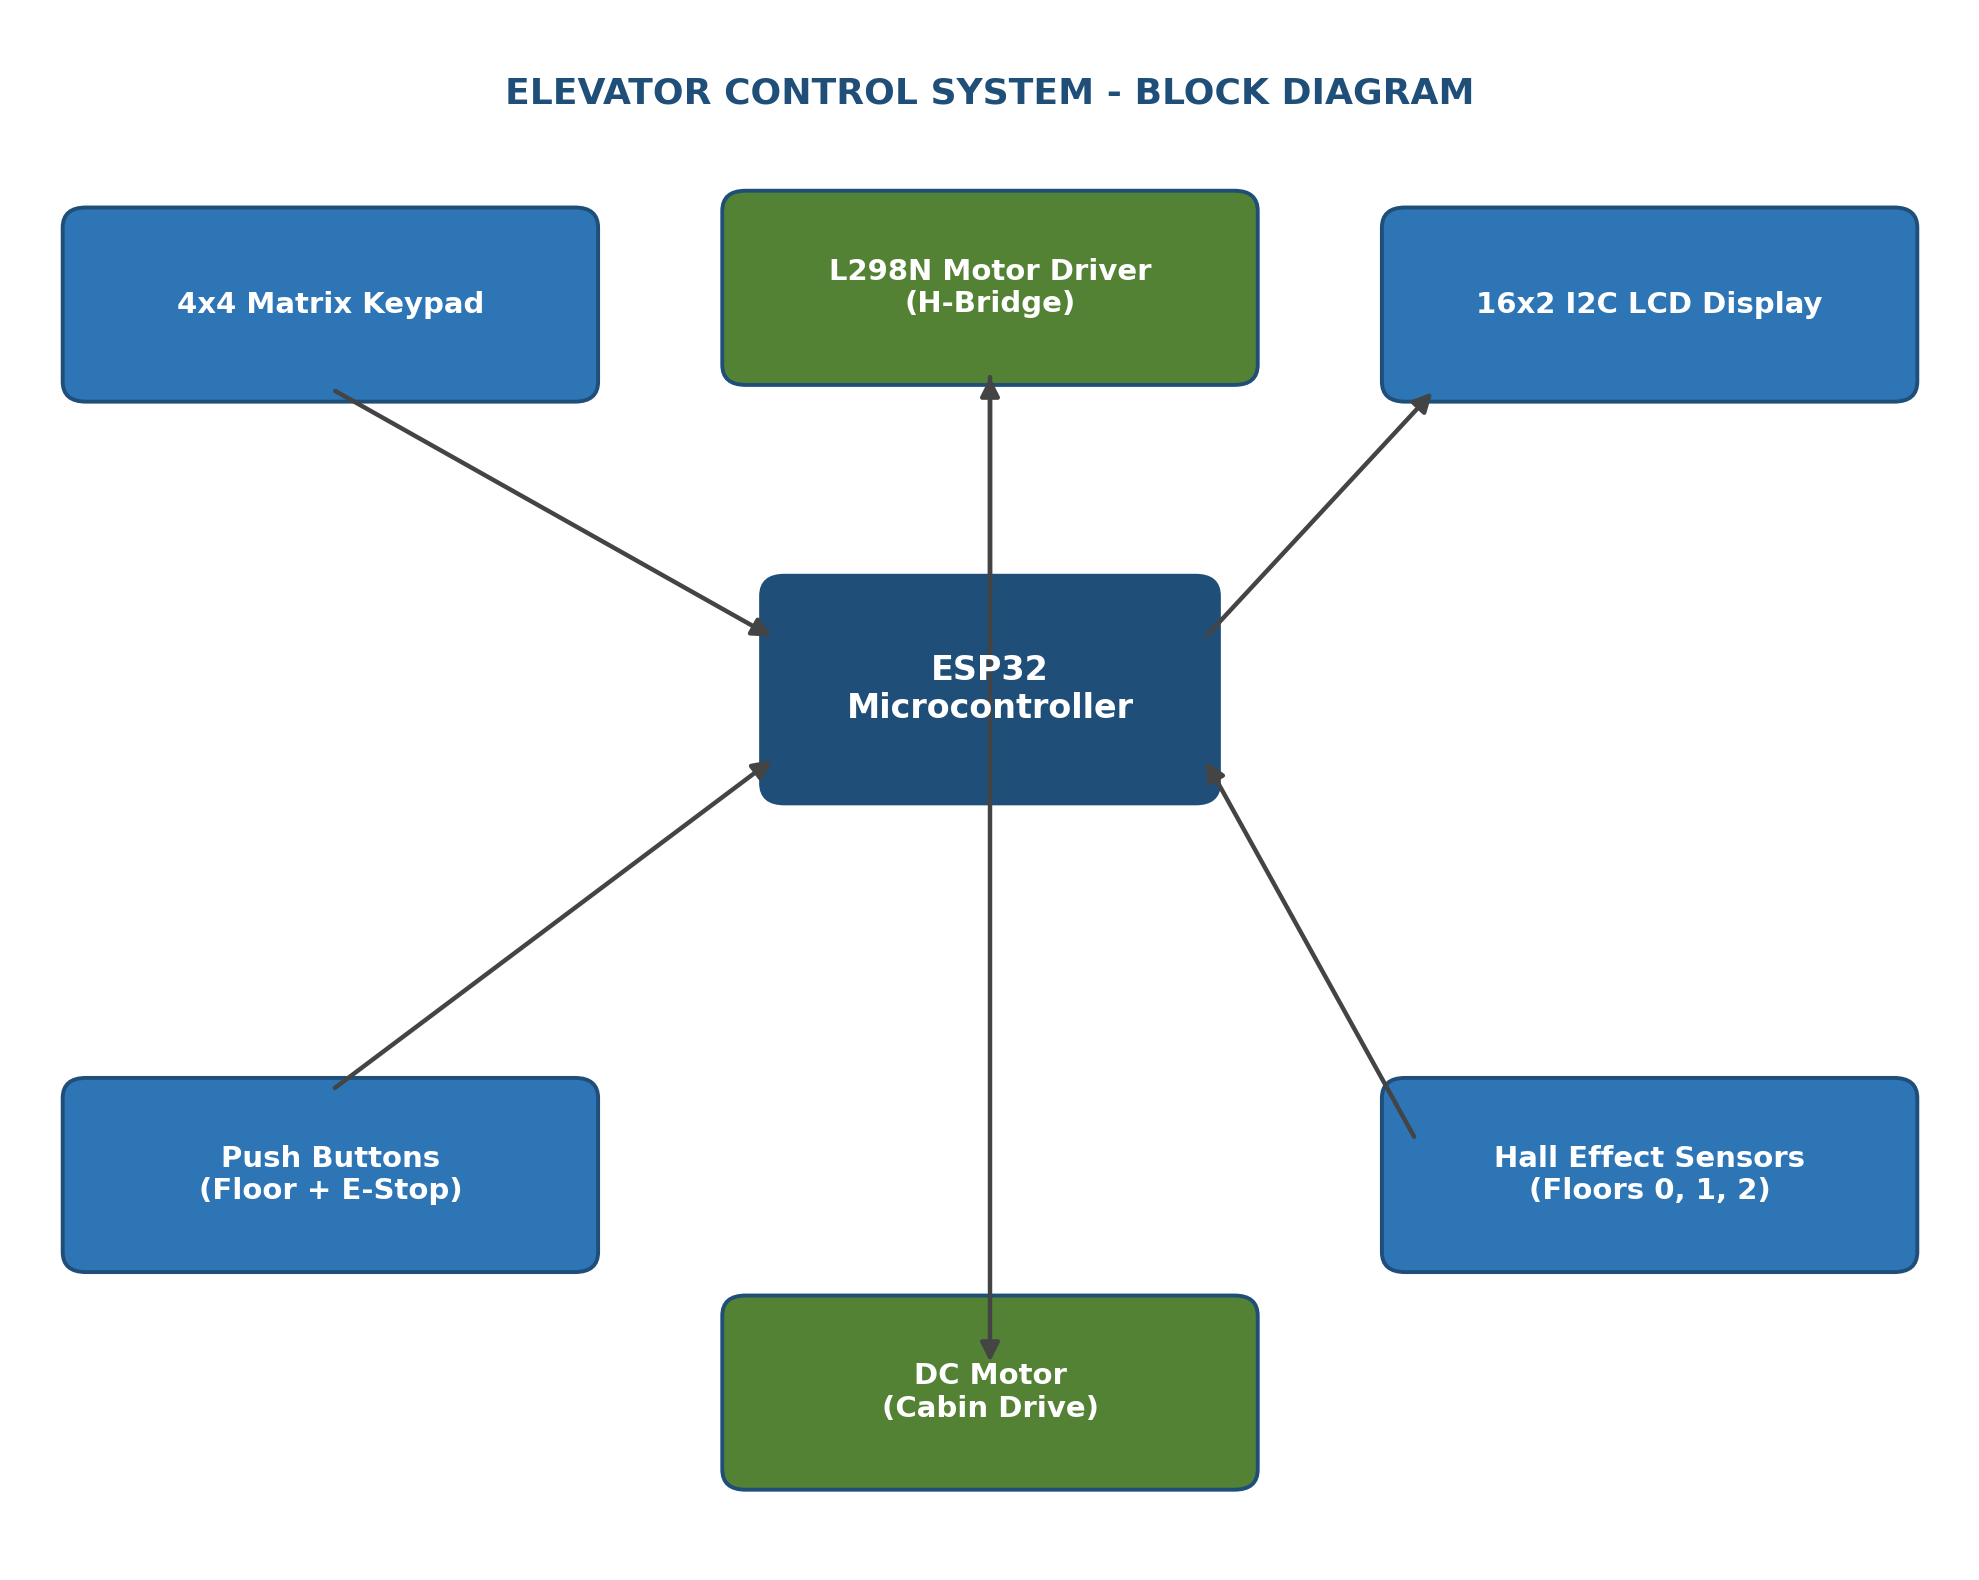 ELEVATOR CONTROL SYSTEM - BLOCK DIAGRAM
4x4 Matrix Keypad
L298N Motor Driver
(H-Bridge)
16x2 I2C LCD Display
ESP32
Microcontroller
Push Buttons
(Floor + E-Stop)
Hall Effect Sensors
(Floors 0, 1, 2)
DC Motor
(Cabin Drive)